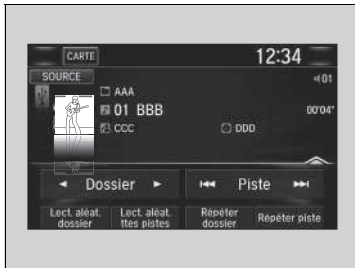 CARTE 12:34
SOURCE 01
AAA
01 BBB 00'04"
CCC DDD
Dossier Piste
Lect. aléat. dossier Lect. aléat. ttes pistes Répéter dossier Répéter piste